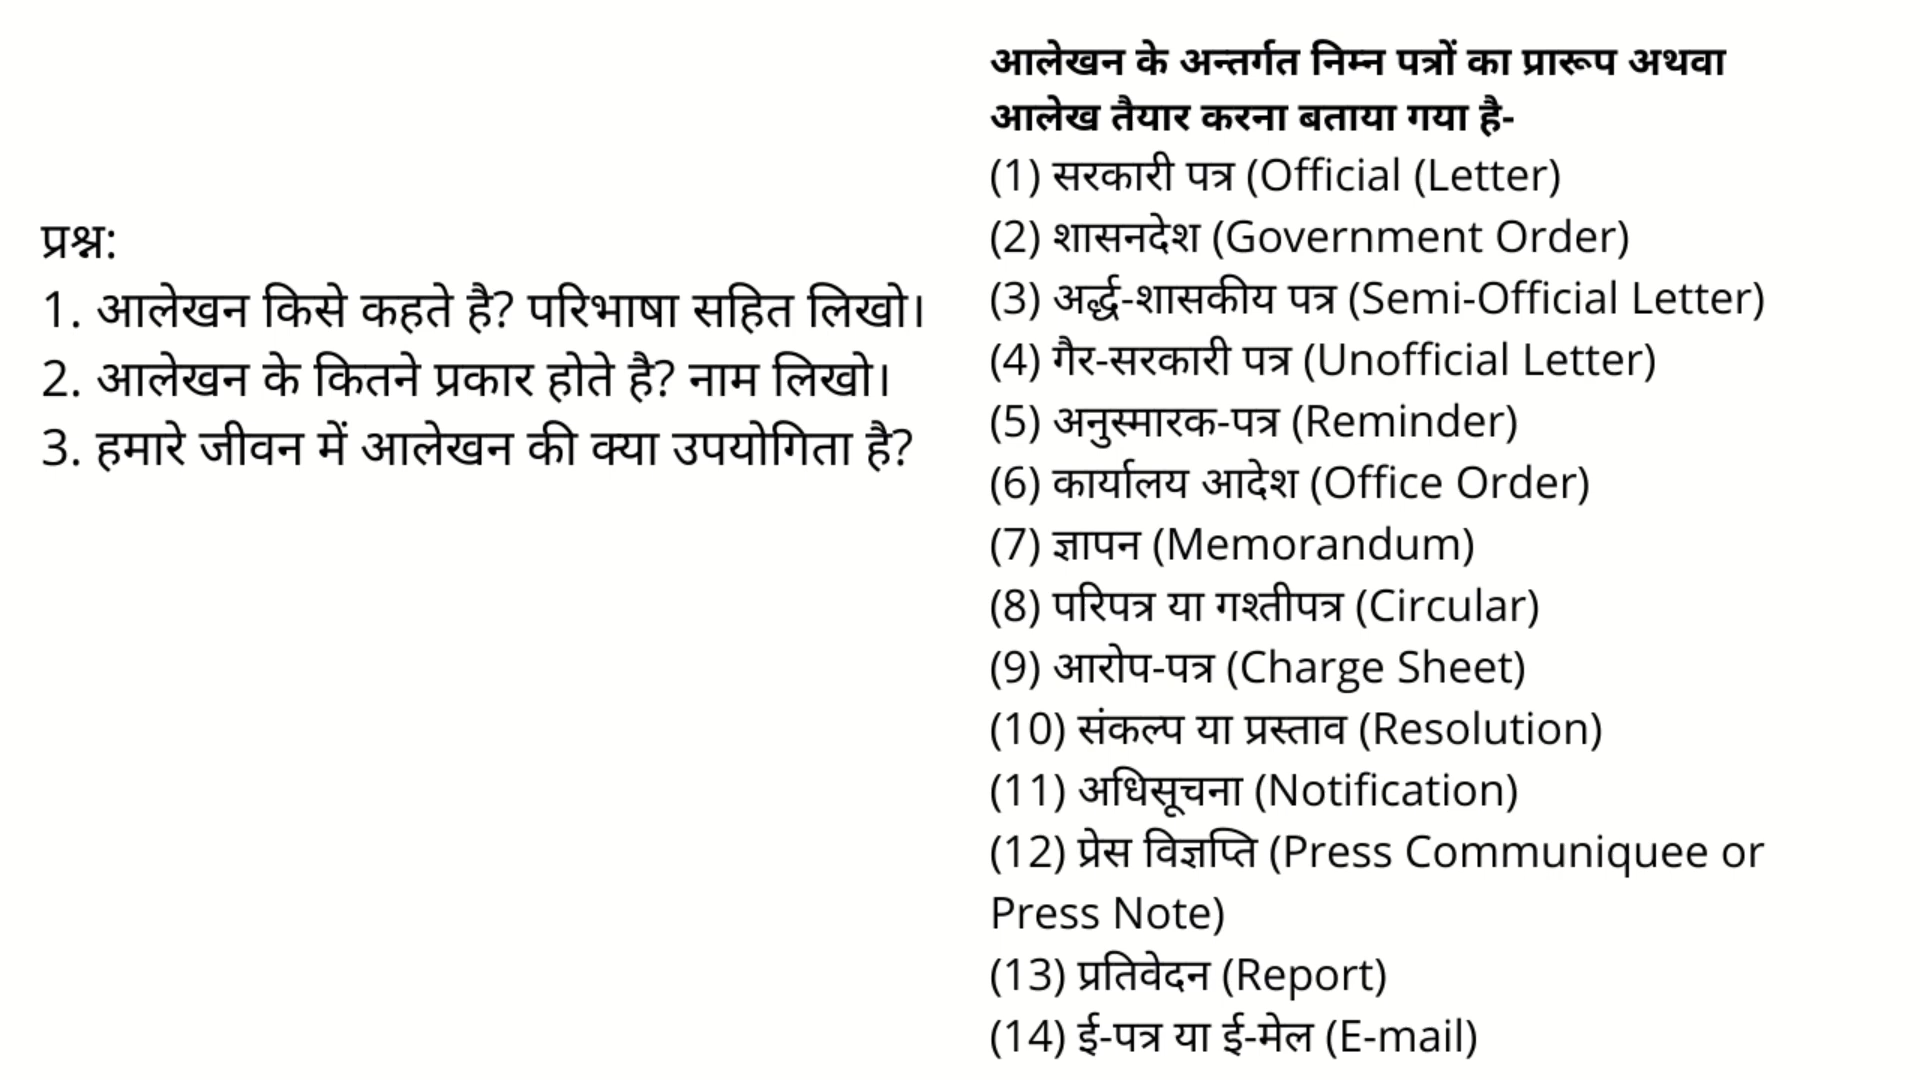 प्रश्न:
1. आलेखन किसे कहते है? परिभाषा सहित लिखो।
2. आलेखन के कितने प्रकार होते है? नाम लिखो।
3. हमारे जीवन में आलेखन की क्या उपयोगिता है?
आलेखन के अन्तर्गत निम्न पत्रों का प्रारूप अथवा
आलेख तैयार करना बताया गया है-
(1) सरकारी पत्र (Official (Letter)
(2) शासनदेश (Government Order)
(3) अर्द्ध-शासकीय पत्र (Semi-Official Letter)
(4) गैर-सरकारी पत्र (Unofficial Letter)
(5) अनुस्मारक-पत्र (Reminder)
(6) कार्यालय आदेश (Office Order)
(7) ज्ञापन (Memorandum)
(8) परिपत्र या गश्तीपत्र (Circular)
(9) आरोप-पत्र (Charge Sheet)
(10) संकल्प या प्रस्ताव (Resolution)
(11) अधिसूचना (Notification)
(12) प्रेस विज्ञप्ति (Press Communiquee or
Press Note)
(13) प्रतिवेदन (Report)
(14) ई-पत्र या ई-मेल (E-mail)